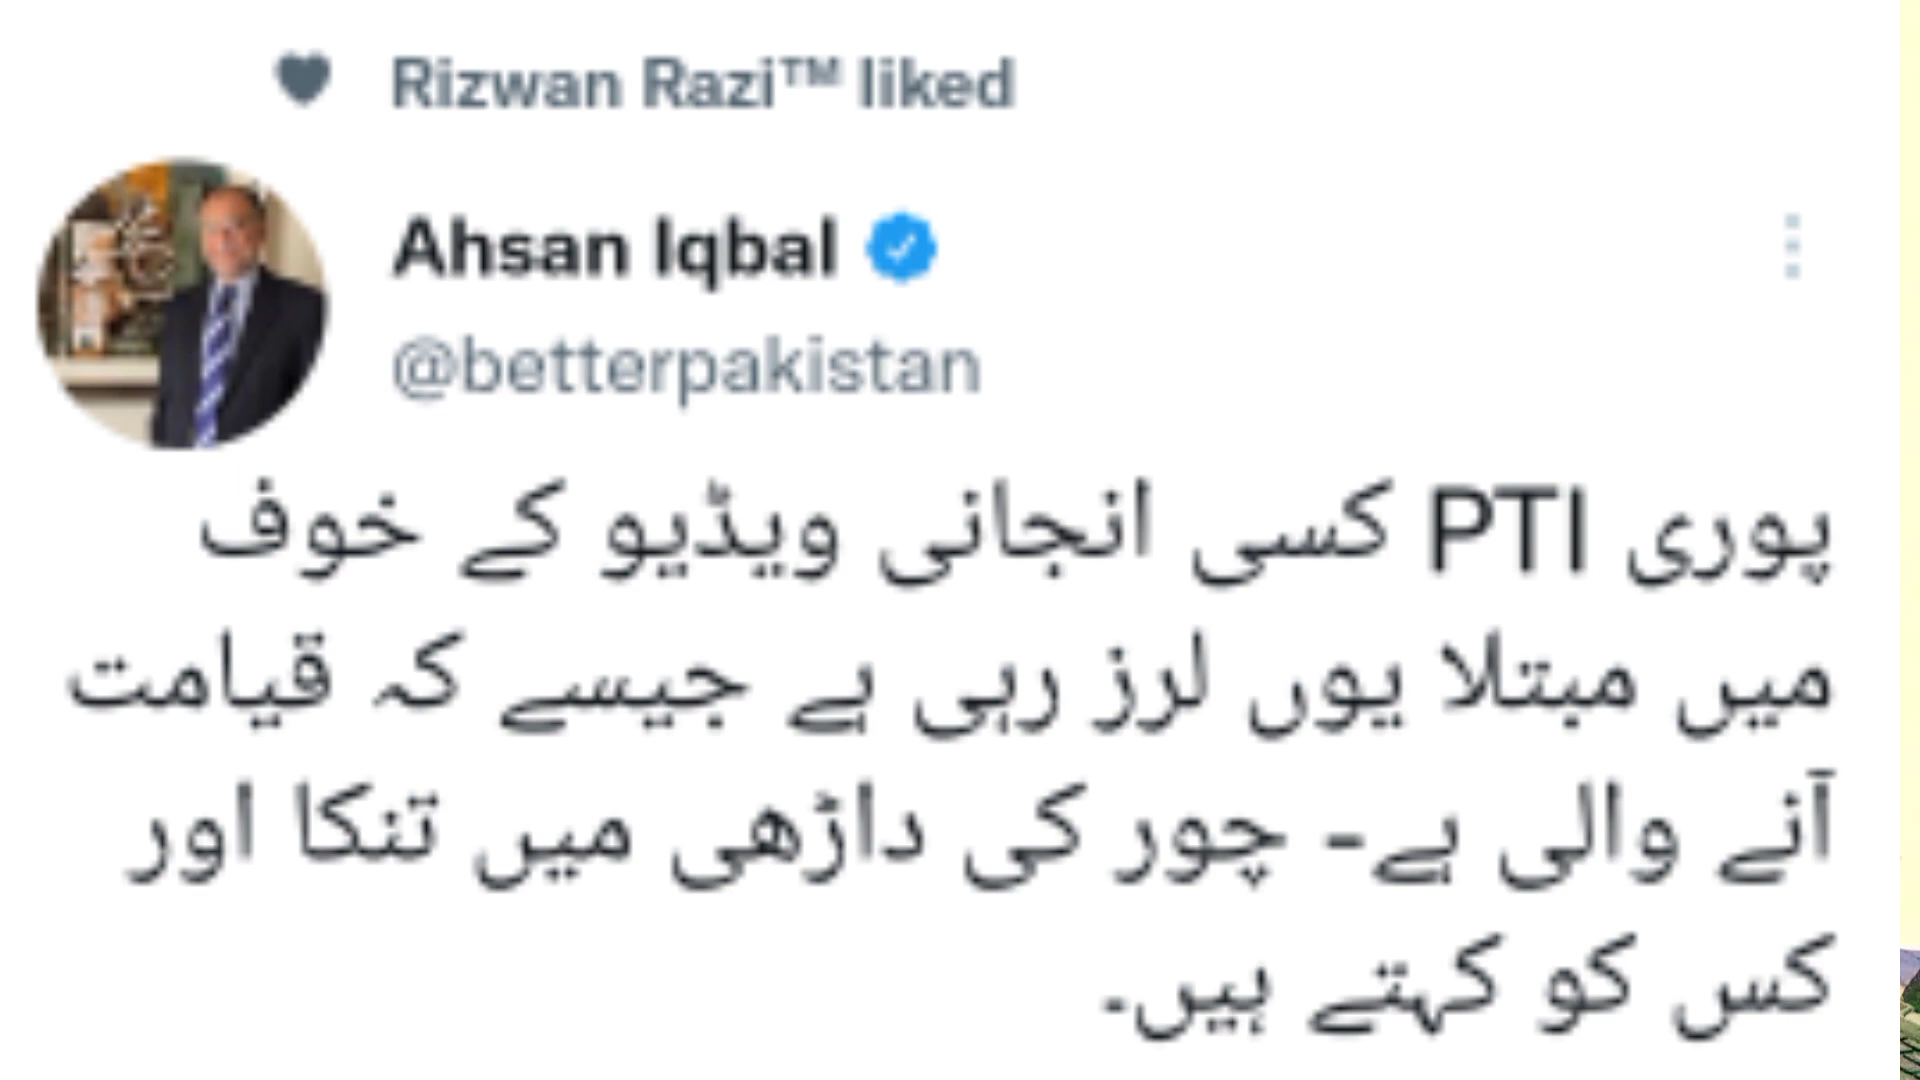 Rizwan Razi™ liked
Ahsan Iqbal
@betterpakistan
پوری PTI کسی انجانی ویڈیو کے خوف
میں مبتلا یوں لرز رہی ہے جیسے کہ قیامت
آنے والی ہے- چور کی داڑھی میں تنکا اور
کس کو کہتے ہیں۔